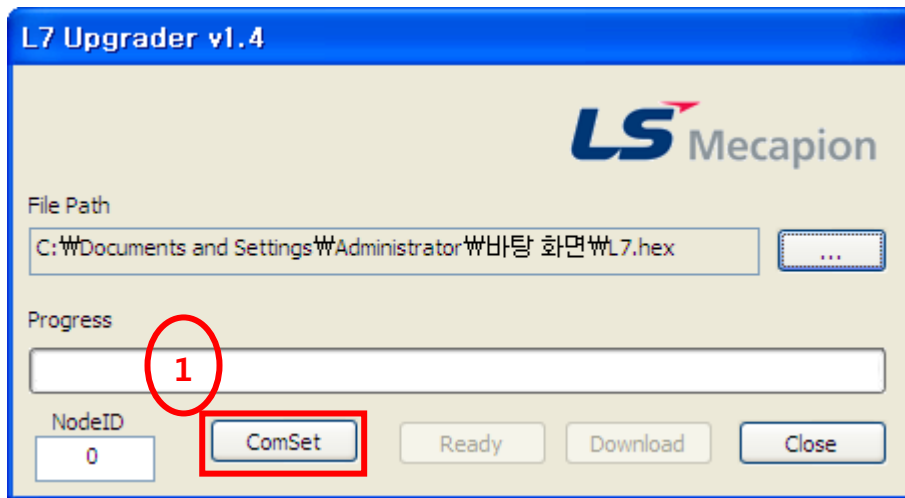 L7 Upgrader v1.4
LS Mecapion
File Path
C:₩Documents and Settings₩Administrator₩바탕 화면₩L7.hex
...
Progress
1
NodeID
0
ComSet
Ready
Download
Close